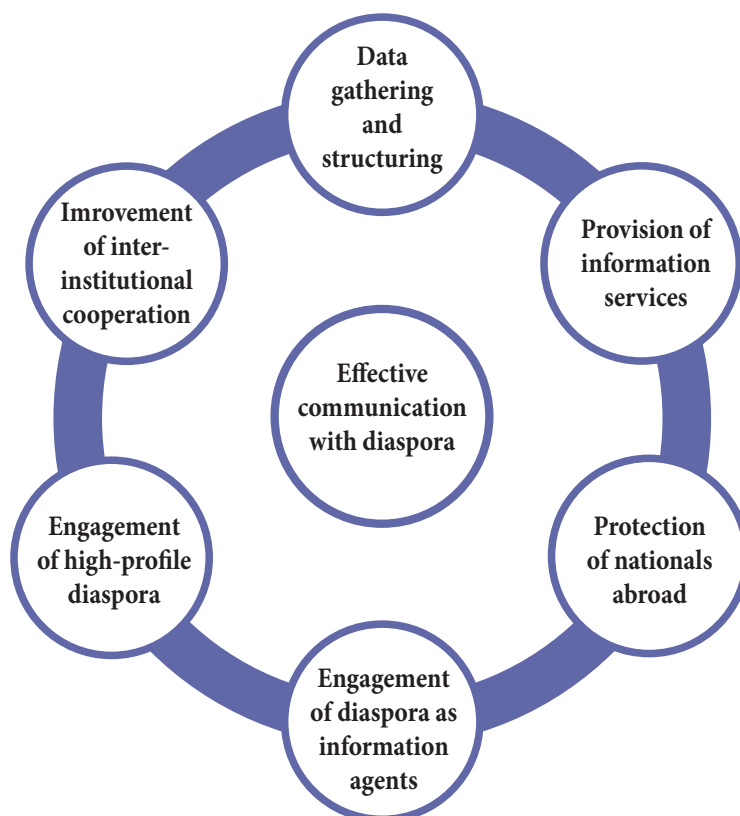 Data
gathering
and
structuring
Imrovement
of inter-
institutional
cooperation
Provision of
information
services
Effective
communication
with diaspora
Engagement
of high-profile
diaspora
Protection
of nationals
abroad
Engagement
of diaspora as
information
agents